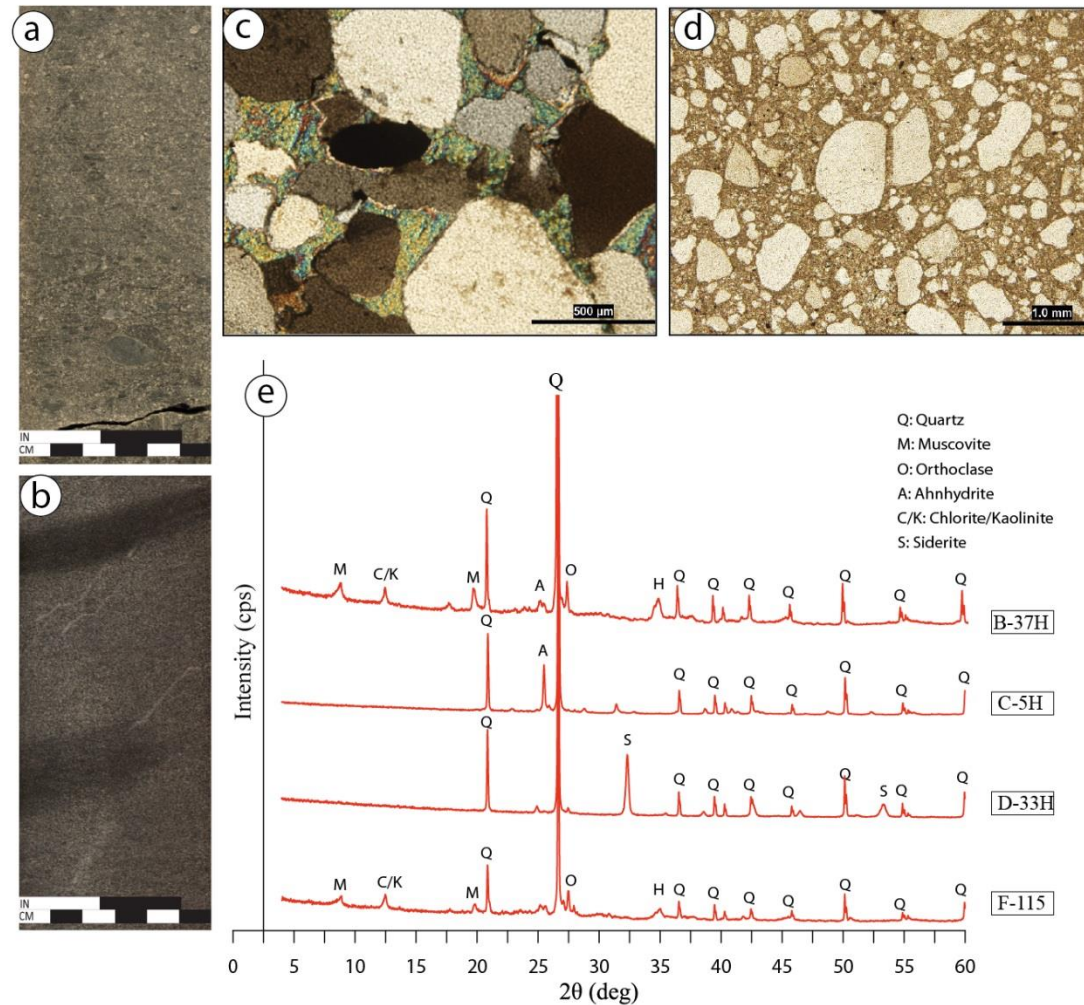 a
IN
CM
b
IN
CM
c
500 µm
d
1.0 mm
e
Q
Q: Quartz
M: Muscovite
O: Orthoclase
A: Ahnhydrite
C/K: Chlorite/Kaolinite
S: Siderite
Intensity (cps)
M C/K M Q A O H Q Q Q Q Q Q Q
B-37H
Q A Q Q Q Q Q Q Q
C-5H
Q S Q Q Q Q Q S Q Q
D-33H
M C/K M Q O H Q Q Q Q Q Q Q
F-115
0 5 10 15 20 25 30 35 40 45 50 55 60
2θ (deg)